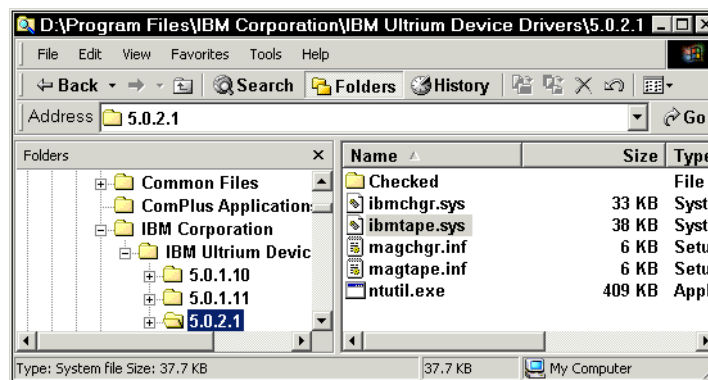 D:\Program Files\IBM Corporation\IBM Ultrium Device Drivers\5.0.2.1
File Edit View Favorites Tools Help
Back Search Folders History
Address 5.0.2.1 Go
Folders x Name Size Type
Common Files
ComPlus Application
IBM Corporation
IBM Ultrium Devic
5.0.1.10
5.0.1.11
5.0.2.1
Checked File
ibmchgr.sys 33 KB Syst
ibmtape.sys 38 KB Syst
magchgr.inf 6 KB Setu
magtape.inf 6 KB Setu
ntutil.exe 409 KB Appl
Type: System file Size: 37.7 KB 37.7 KB My Computer